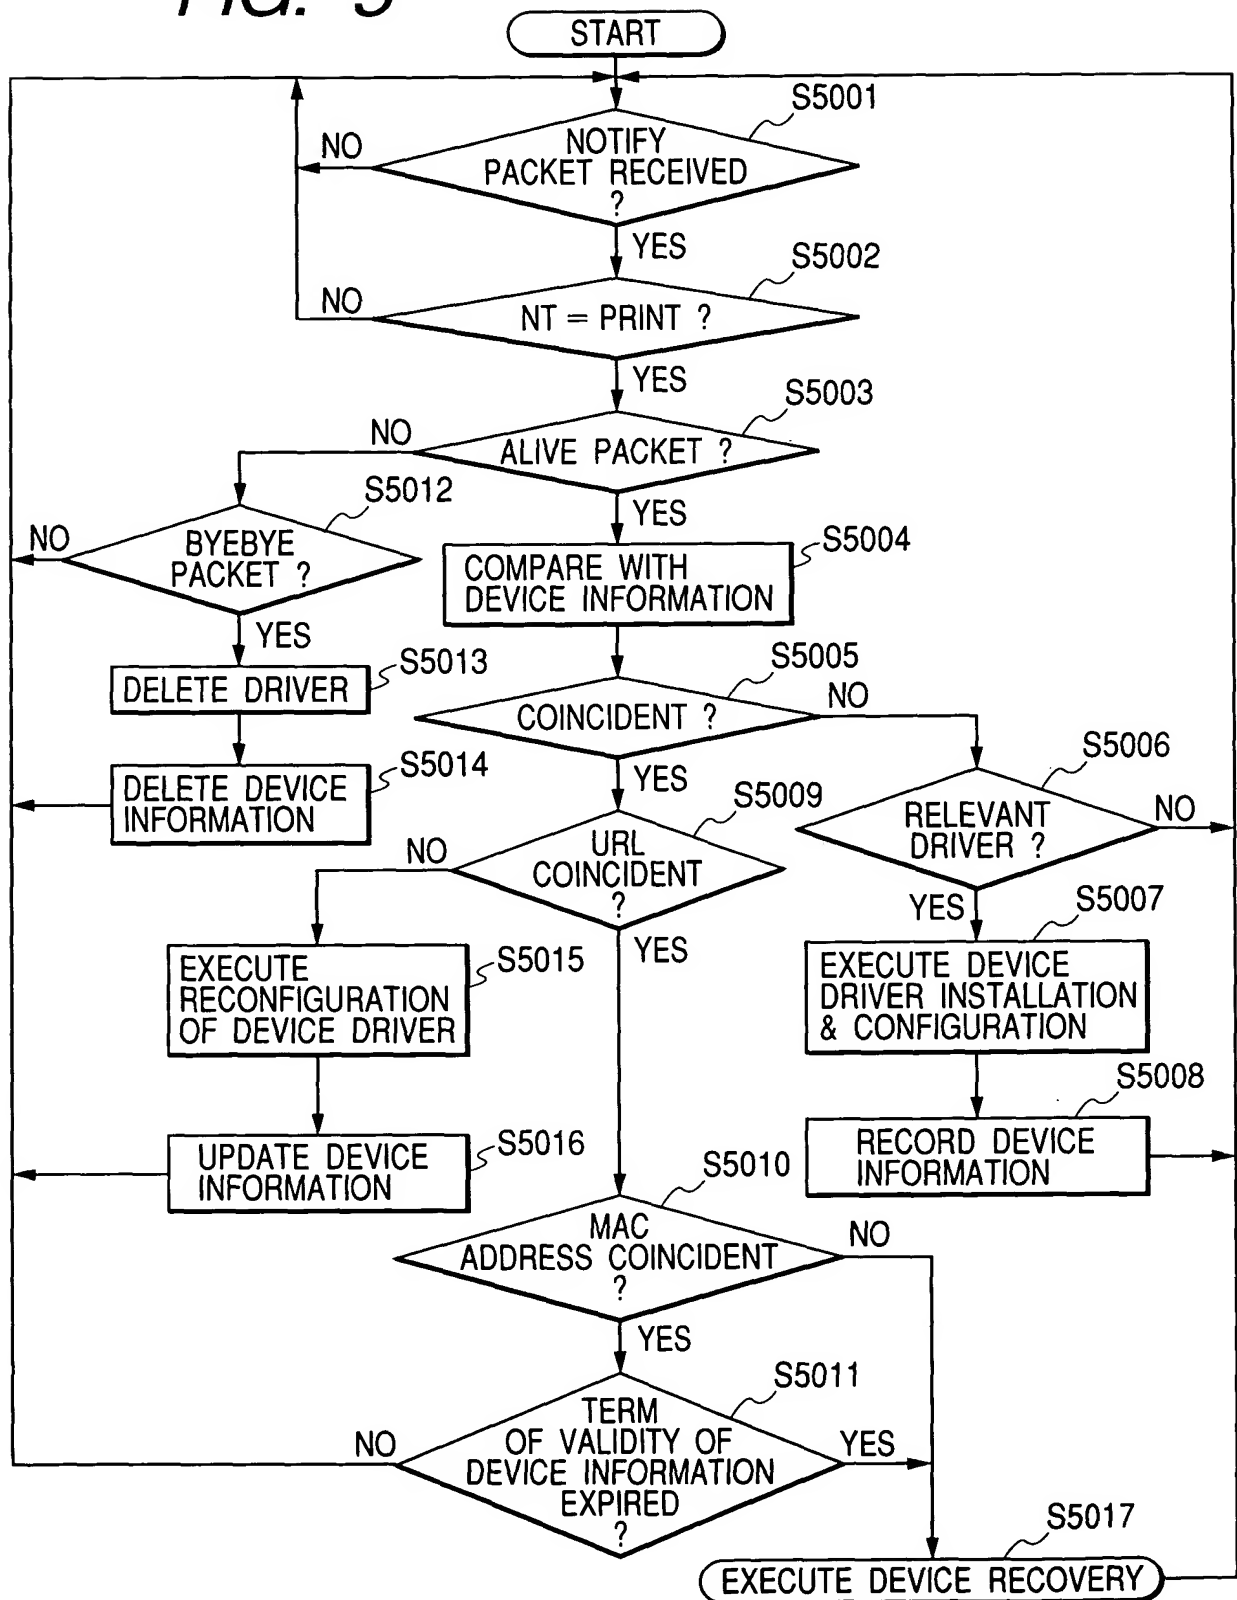 FIG. 9
START
S5001
NOTIFY
PACKET RECEIVED
?
NO
YES
S5002
NT = PRINT ?
NO
YES
S5003
ALIVE PACKET ?
NO
YES
S5012
BYEBYE
PACKET ?
NO
YES
S5004
COMPARE WITH
DEVICE INFORMATION
S5013
DELETE DRIVER
S5005
COINCIDENT ?
NO
YES
S5014
DELETE DEVICE
INFORMATION
S5006
RELEVANT
DRIVER ?
NO
YES
S5009
URL
COINCIDENT
?
NO
YES
S5007
EXECUTE DEVICE
DRIVER INSTALLATION
& CONFIGURATION
S5015
EXECUTE
RECONFIGURATION
OF DEVICE DRIVER
S5008
RECORD DEVICE
INFORMATION
S5016
UPDATE DEVICE
INFORMATION
S5010
MAC
ADDRESS COINCIDENT
?
NO
YES
S5011
TERM
OF VALIDITY OF
DEVICE INFORMATION
EXPIRED
?
NO
YES
S5017
EXECUTE DEVICE RECOVERY